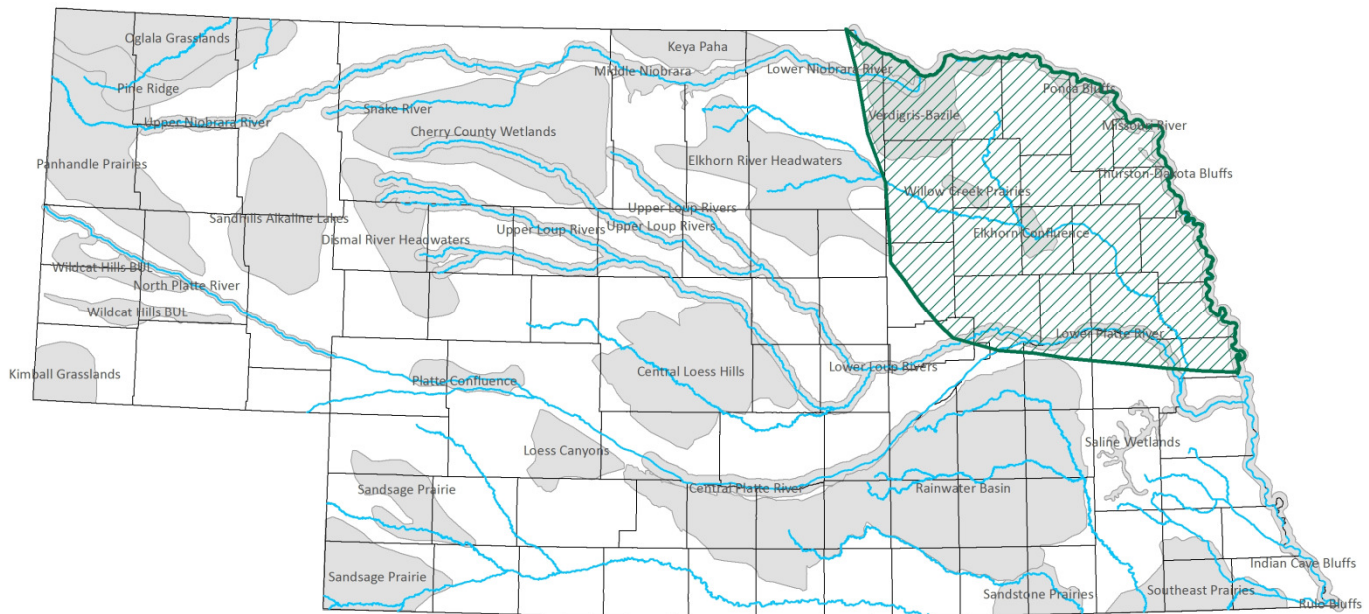 Oglala Grasslands
Keya Paha
Middle Niobrara
Lower Niobrara River
Pine Ridge
Ponca Bluffs
Snake River
Verdigris-Bazile
Upper Niobrara River
Missouri River
Cherry County Wetlands
Panhandle Prairies
Elkhorn River Headwaters
Thurston-Dakota Bluffs
Willow Creek Prairies
Sandhills Alkaline Lakes
Upper Loup Rivers
Upper Loup Rivers
Upper Loup Rivers
Elkhorn Confluence
Dismal River Headwaters
Wildcat Hills BUL
North Platte River
Wildcat Hills BUL
Lower Platte River
Kimball Grasslands
Platte Confluence
Central Loess Hills
Lower Loup Rivers
Saline Wetlands
Loess Canyons
Sandsage Prairie
Central Platte River
Rainwater Basin
Indian Cave Bluffs
Sandsage Prairie
Sandstone Prairies
Southeast Prairies
Rulo Bluffs